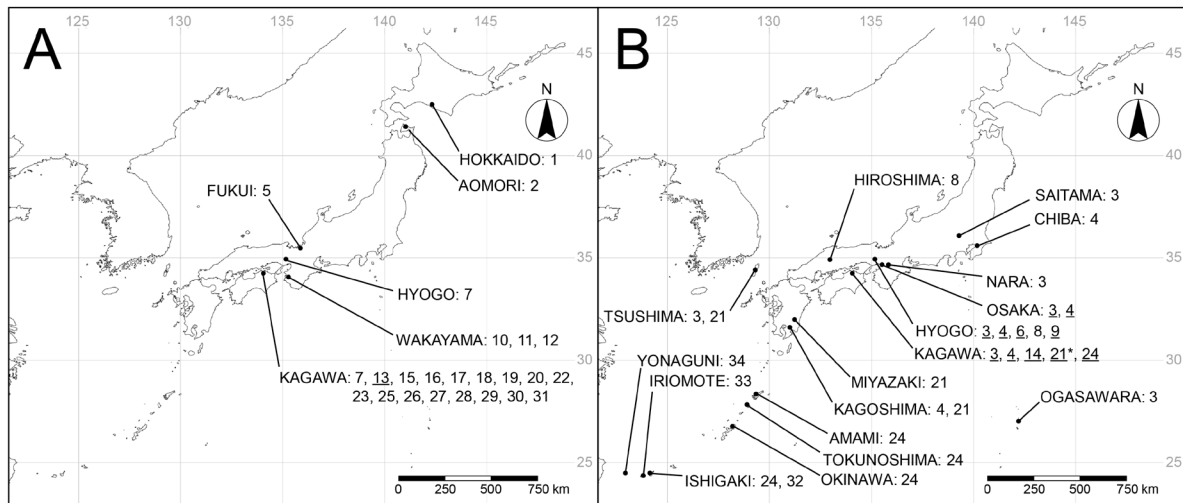 A
125 130 135 140 145
45
40
35
30
25
N
HOKKAIDO: 1
AOMORI: 2
FUKUI: 5
HYOGO: 7
WAKAYAMA: 10, 11, 12
KAGAWA: 7, 13, 15, 16, 17, 18, 19, 20, 22,
23, 25, 26, 27, 28, 29, 30, 31
0 250 500 750 km
B
125 130 135 140 145
45
40
35
30
25
N
HIROSHIMA: 8
SAITAMA: 3
CHIBA: 4
NARA: 3
OSAKA: 3, 4
TSUSHIMA: 3, 21
HYOGO: 3, 4, 6, 8, 9
KAGAWA: 3, 4, 14, 21*, 24
YONAGUNI: 34
IRIOMOTE: 33
MIYAZAKI: 21
KAGOSHIMA: 4, 21
OGASAWARA: 3
AMAMI: 24
TOKUNOSHIMA: 24
ISHIGAKI: 24, 32
OKINAWA: 24
0 250 500 750 km